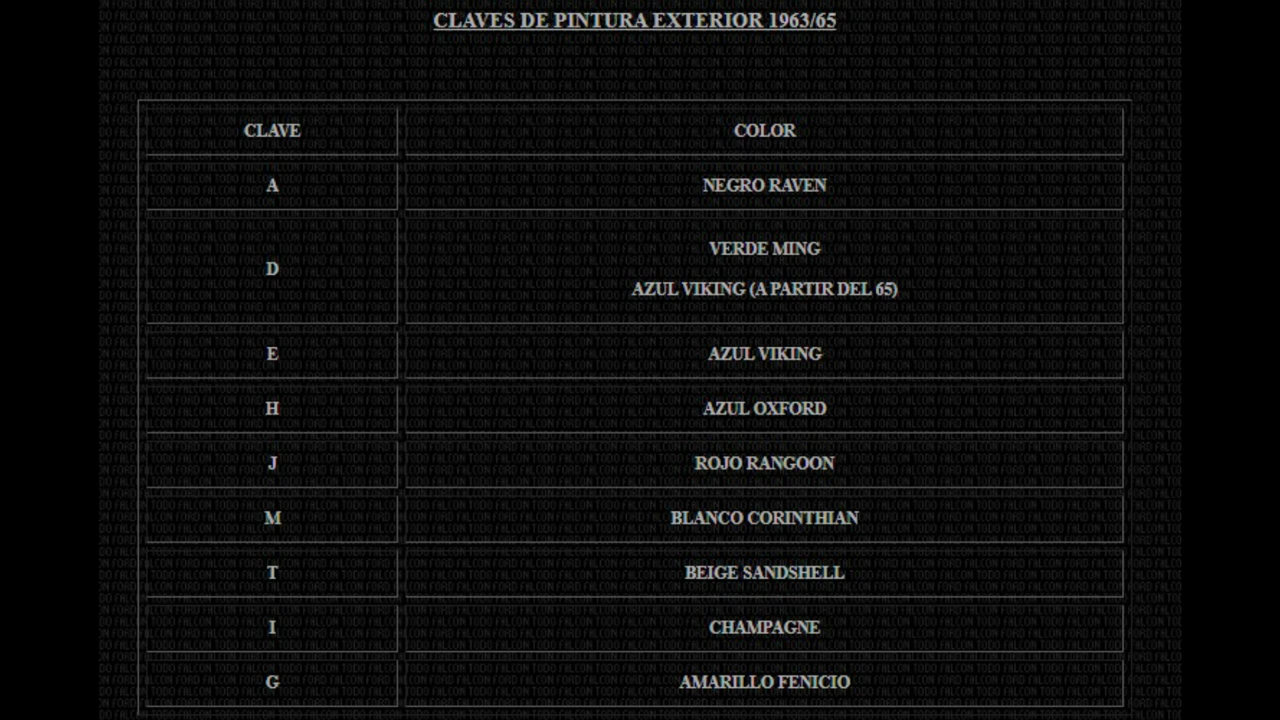 CLAVES DE PINTURA EXTERIOR 1963/65
CLAVE COLOR
A NEGRO RAVEN
VERDE MING
D
AZUL VIKING (A PARTIR DEL 65)
E AZUL VIKING
H AZUL OXFORD
J ROJO RANGOON
M BLANCO CORINTHIAN
T BEIGE SANDSHELL
I CHAMPAGNE
G AMARILLO FENICIO